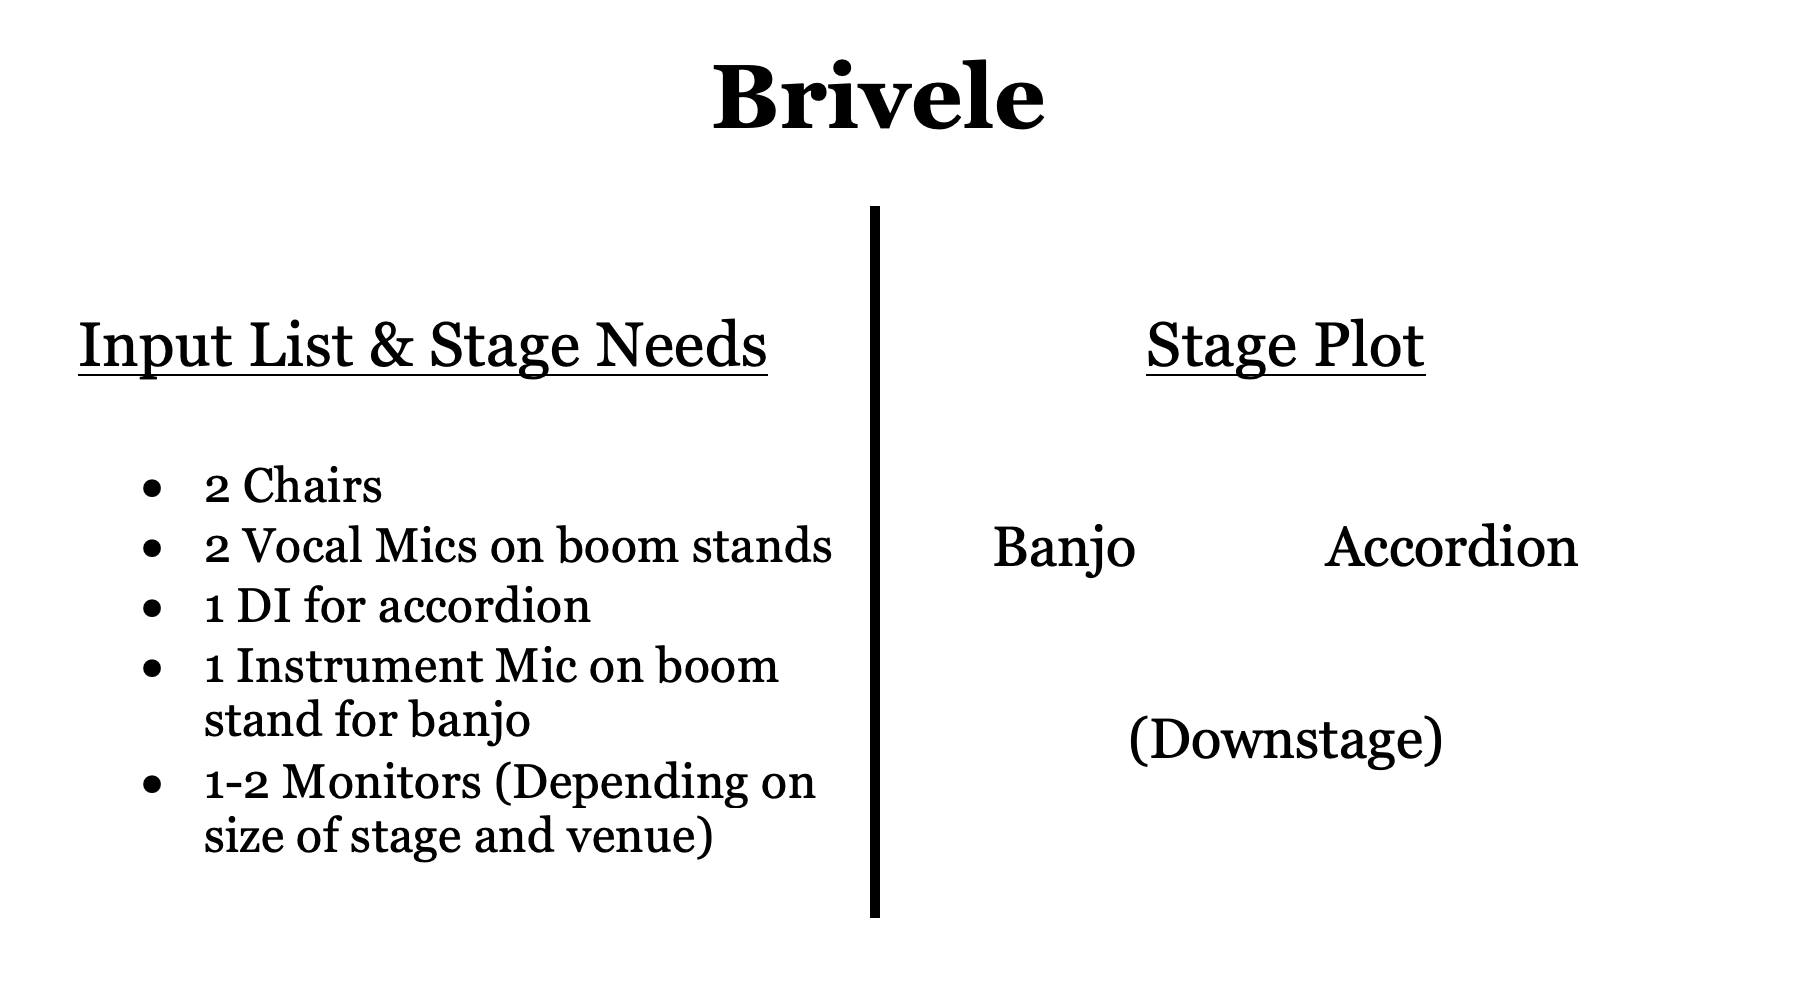 Brivele
Input List & Stage Needs
• 2 Chairs
• 2 Vocal Mics on boom stands
• 1 DI for accordion
• 1 Instrument Mic on boom
stand for banjo
• 1-2 Monitors (Depending on
size of stage and venue)
Stage Plot
Banjo Accordion
(Downstage)